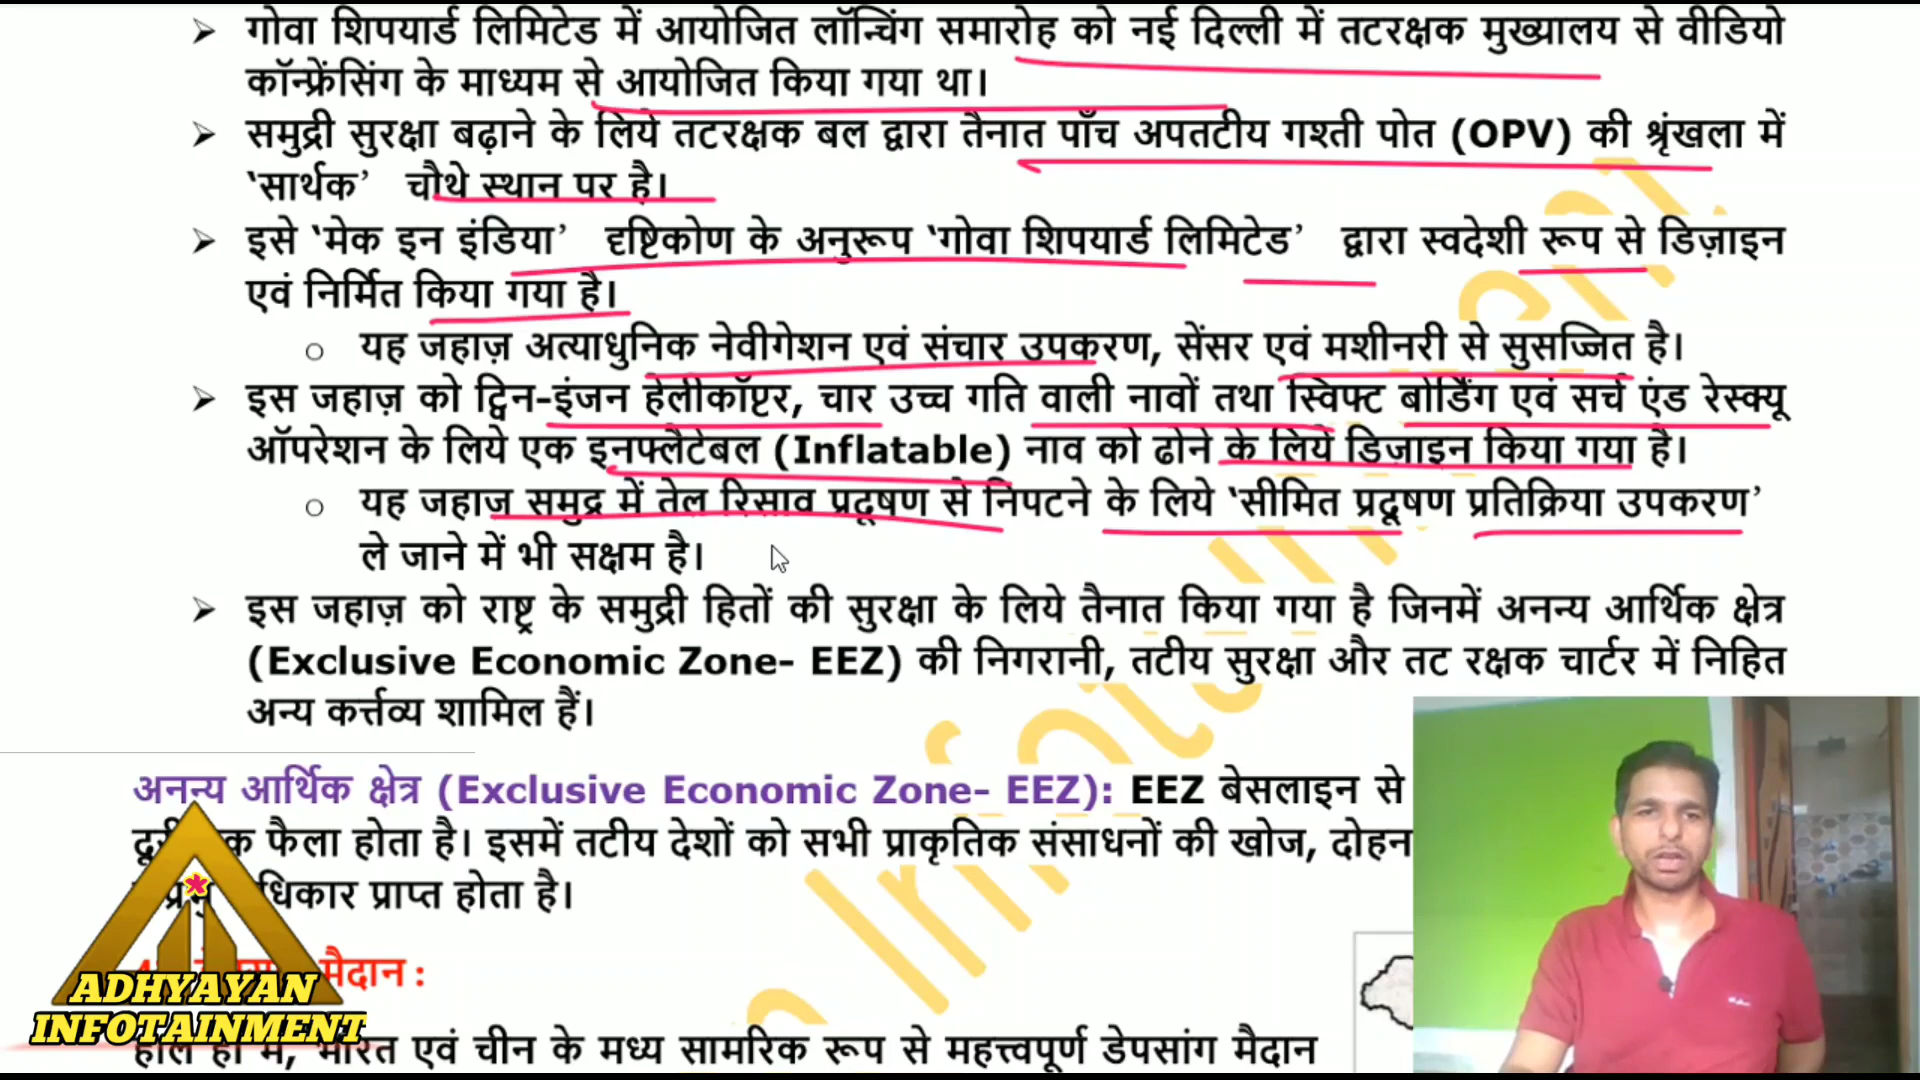 ➢ गोवा शिपयार्ड लिमिटेड में आयोजित लॉन्चिंग समारोह को नई दिल्ली में तटरक्षक मुख्यालय से वीडियो
कॉन्फ्रेंसिंग के माध्यम से आयोजित किया गया था।
➢ समुद्री सुरक्षा बढ़ाने के लिये तटरक्षक बल द्वारा तैनात पाँच अपतटीय गश्ती पोत (OPV) की श्रृंखला में
‘सार्थक’ चौथे स्थान पर है।
➢ इसे ‘मेक इन इंडिया’ दृष्टिकोण के अनुरूप ‘गोवा शिपयार्ड लिमिटेड’ द्वारा स्वदेशी रूप से डिज़ाइन
एवं निर्मित किया गया है।
o यह जहाज़ अत्याधुनिक नेवीगेशन एवं संचार उपकरण, सेंसर एवं मशीनरी से सुसज्जित है।
➢ इस जहाज़ को ट्विन-इंजन हेलीकॉप्टर, चार उच्च गति वाली नावों तथा स्विफ्ट बोर्डिंग एवं सर्च एंड रेस्क्यू
ऑपरेशन के लिये एक इनफ्लैटेबल (Inflatable) नाव को ढोने के लिये डिज़ाइन किया गया है।
o यह जहाज़ समुद्र में तेल रिसाव प्रदूषण से निपटने के लिये ‘सीमित प्रदूषण प्रतिक्रिया उपकरण’
ले जाने में भी सक्षम है।
➢ इस जहाज़ को राष्ट्र के समुद्री हितों की सुरक्षा के लिये तैनात किया गया है जिनमें अनन्य आर्थिक क्षेत्र
(Exclusive Economic Zone- EEZ) की निगरानी, तटीय सुरक्षा और तट रक्षक चार्टर में निहित
अन्य कर्त्तव्य शामिल हैं।
अनन्य आर्थिक क्षेत्र (Exclusive Economic Zone- EEZ): EEZ बेसलाइन से
फैला होता है। इसमें तटीय देशों को सभी प्राकृतिक संसाधनों की खोज, दोहन
प्राप्त होता है।
मैदान :
भारत एवं चीन के मध्य सामरिक रूप से महत्त्वपूर्ण डेपसांग मैदान
ADHYAYAN
INFOTAINMENT